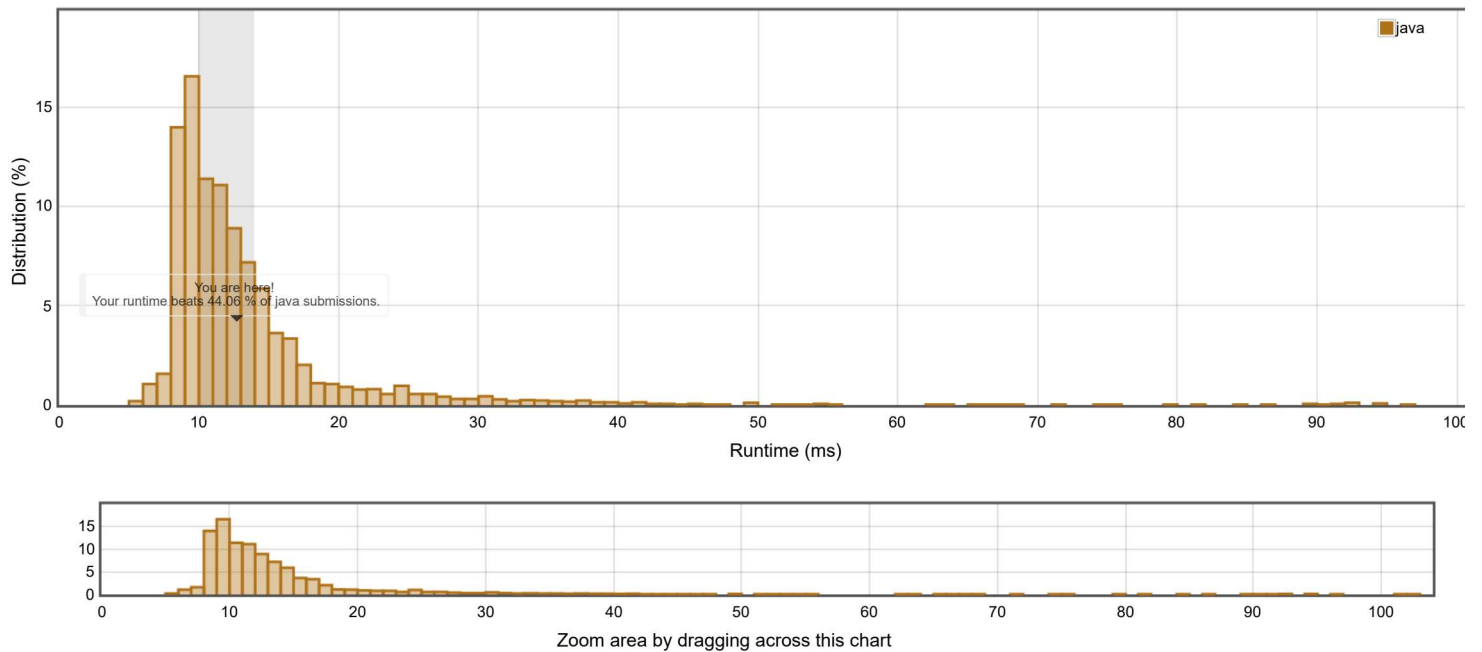 java
15
10
5
0
Distribution (%)
You are here!
Your runtime beats 44.06 % of java submissions.
0 10 20 30 40 50 60 70 80 90 100
Runtime (ms)
15
10
5
0
0 10 20 30 40 50 60 70 80 90 100
Zoom area by dragging across this chart